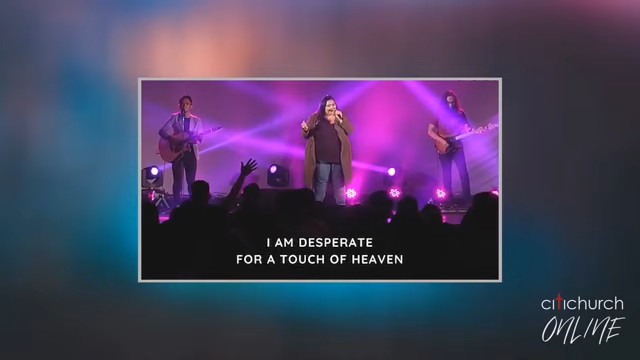 I AM DESPERATE
FOR A TOUCH OF HEAVEN
citichurch
ONLINE